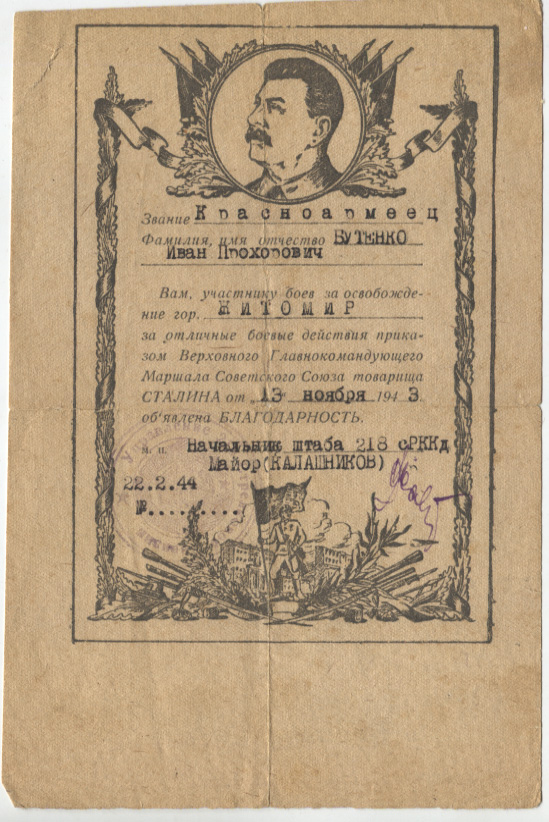 Звание Красноармеец
Фамилия, имя отчество БУТЕНКО
Иван Прохорович
Вам, участнику боев за освобожде-
ние гор. ЖИТОМИР
за отличные боевые действия прика-
зом Верховного Главнокомандующего
Маршала Советского Союза товарища
СТАЛИНА от „13“ ноября 1943.
об'явлена БЛАГОДАРНОСТЬ.
м. п. Начальник штаба 218 сРККд
Майор(КАЛАШНИКОВ)
22.2.44
№..........